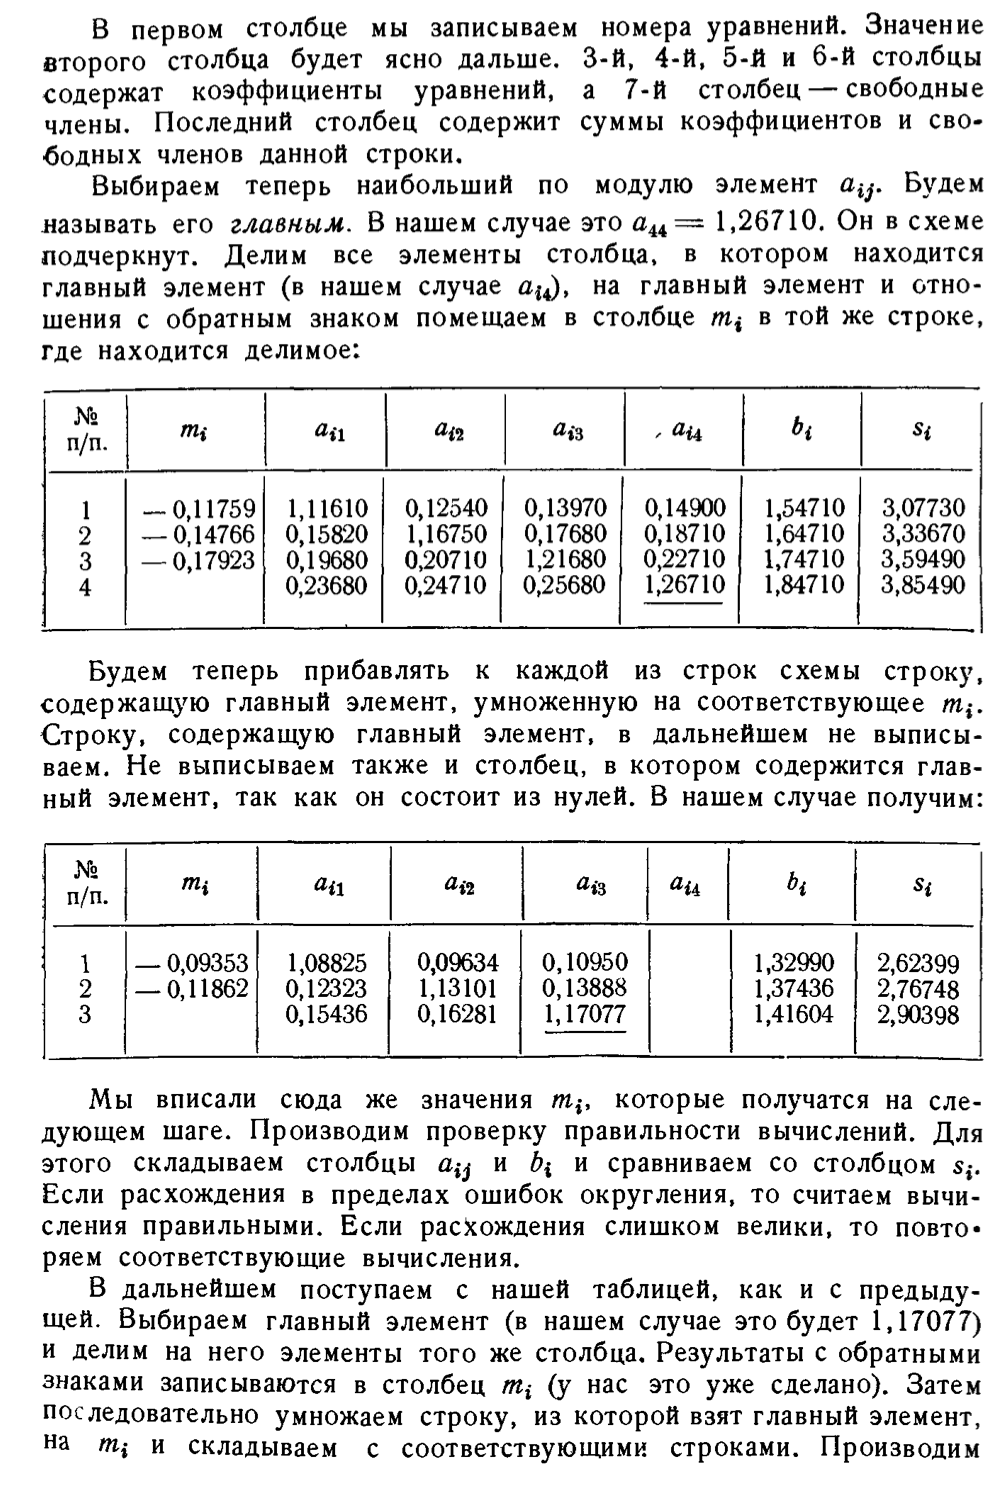 В первом столбце мы записываем номера уравнений. Значение
второго столбца будет ясно дальше. 3-й, 4-й, 5-й и 6-й столбцы
содержат коэффициенты уравнений, а 7-й столбец — свободные
члены. Последний столбец содержит суммы коэффициентов и сво-
бодных членов данной строки.
Выбираем теперь наибольший по модулю элемент a_{ij}. Будем
называть его главным. В нашем случае это a_{44} = 1,26710. Он в схеме
подчеркнут. Делим все элементы столбца, в котором находится
главный элемент (в нашем случае a_{i4}), на главный элемент и отно-
шения с обратным знаком помещаем в столбце m_i в той же строке,
где находится делимое:
№ п/п. m_i a_{i1} a_{i2} a_{i3} a_{i4} b_i s_i
1 — 0,11759 1,11610 0,12540 0,13970 0,14900 1,54710 3,07730
2 — 0,14766 0,15820 1,16750 0,17680 0,18710 1,64710 3,33670
3 — 0,17923 0,19680 0,20710 1,21680 0,22710 1,74710 3,59490
4 0,23680 0,24710 0,25680 1,26710 1,84710 3,85490
Будем теперь прибавлять к каждой из строк схемы строку,
содержащую главный элемент, умноженную на соответствующее m_i.
Строку, содержащую главный элемент, в дальнейшем не выписы-
ваем. Не выписываем также и столбец, в котором содержится глав-
ный элемент, так как он состоит из нулей. В нашем случае получим:
№ п/п. m_i a_{i1} a_{i2} a_{i3} a_{i4} b_i s_i
1 — 0,09353 1,08825 0,09634 0,10950 1,32990 2,62399
2 — 0,11862 0,12323 1,13101 0,13888 1,37436 2,76748
3 0,15436 0,16281 1,17077 1,41604 2,90398
Мы вписали сюда же значения m_i, которые получатся на сле-
дующем шаге. Производим проверку правильности вычислений. Для
этого складываем столбцы a_{ij} и b_i и сравниваем со столбцом s_i.
Если расхождения в пределах ошибок округления, то считаем вычи-
сления правильными. Если расхождения слишком велики, то повто-
ряем соответствующие вычисления.
В дальнейшем поступаем с нашей таблицей, как и с предыду-
щей. Выбираем главный элемент (в нашем случае это будет 1,17077)
и делим на него элементы того же столбца. Результаты с обратными
знаками записываются в столбец m_i (у нас это уже сделано). Затем
последовательно умножаем строку, из которой взят главный элемент,
на m_i и складываем с соответствующими строками. Производим